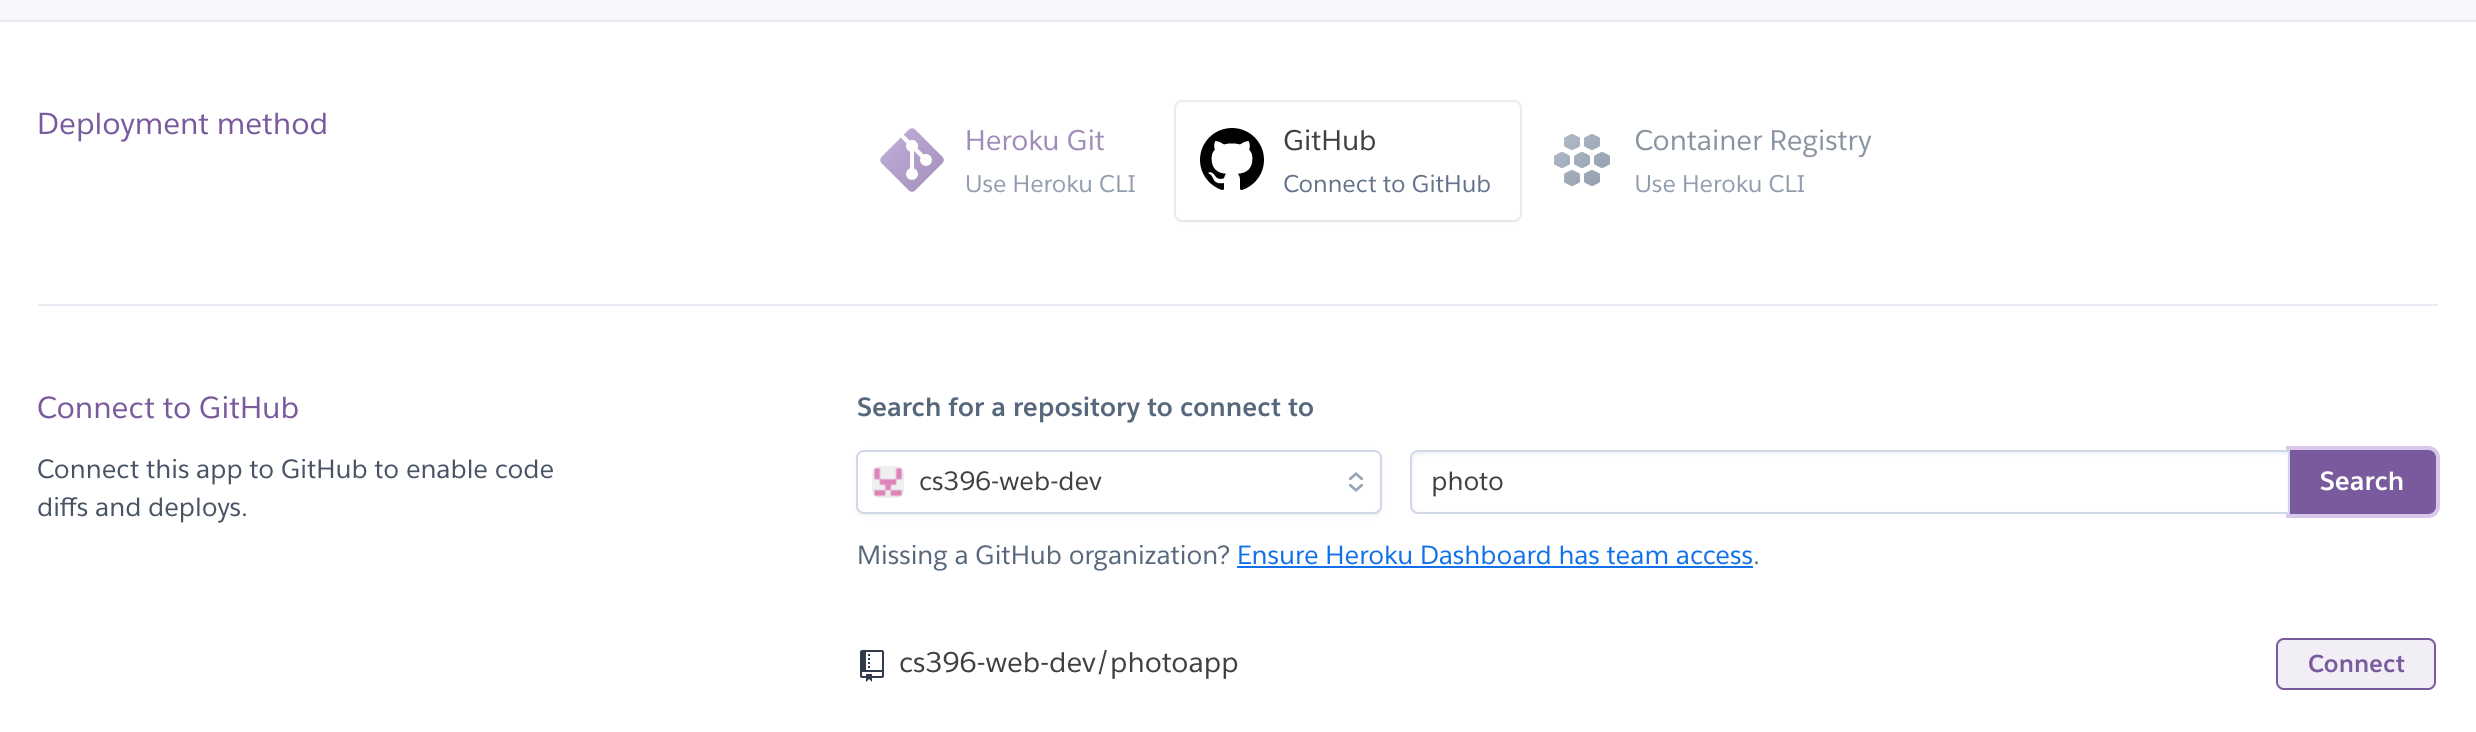 Deployment method
Heroku Git
Use Heroku CLI
GitHub
Connect to GitHub
Container Registry
Use Heroku CLI
Connect to GitHub
Connect this app to GitHub to enable code
diffs and deploys.
Search for a repository to connect to
cs396-web-dev
photo
Search
Missing a GitHub organization? Ensure Heroku Dashboard has team access.
cs396-web-dev/photoapp
Connect